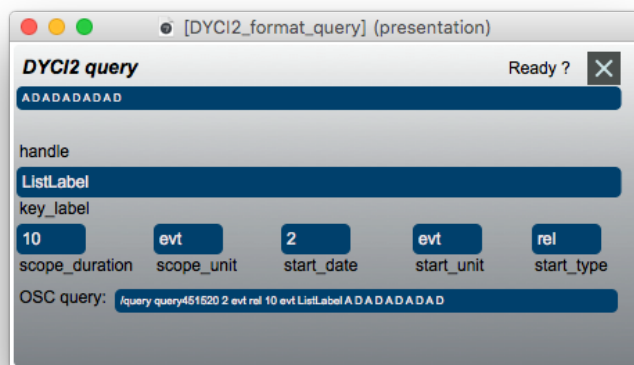 [DYCI2_format_query] (presentation)
DYCI2 query
Ready ?
A D A D A D A D A D
handle
ListLabel
key_label
10 evt 2 evt rel
scope_duration scope_unit start_date start_unit start_type
OSC query: /query query451520 2 evt rel 10 evt ListLabel A D A D A D A D A D